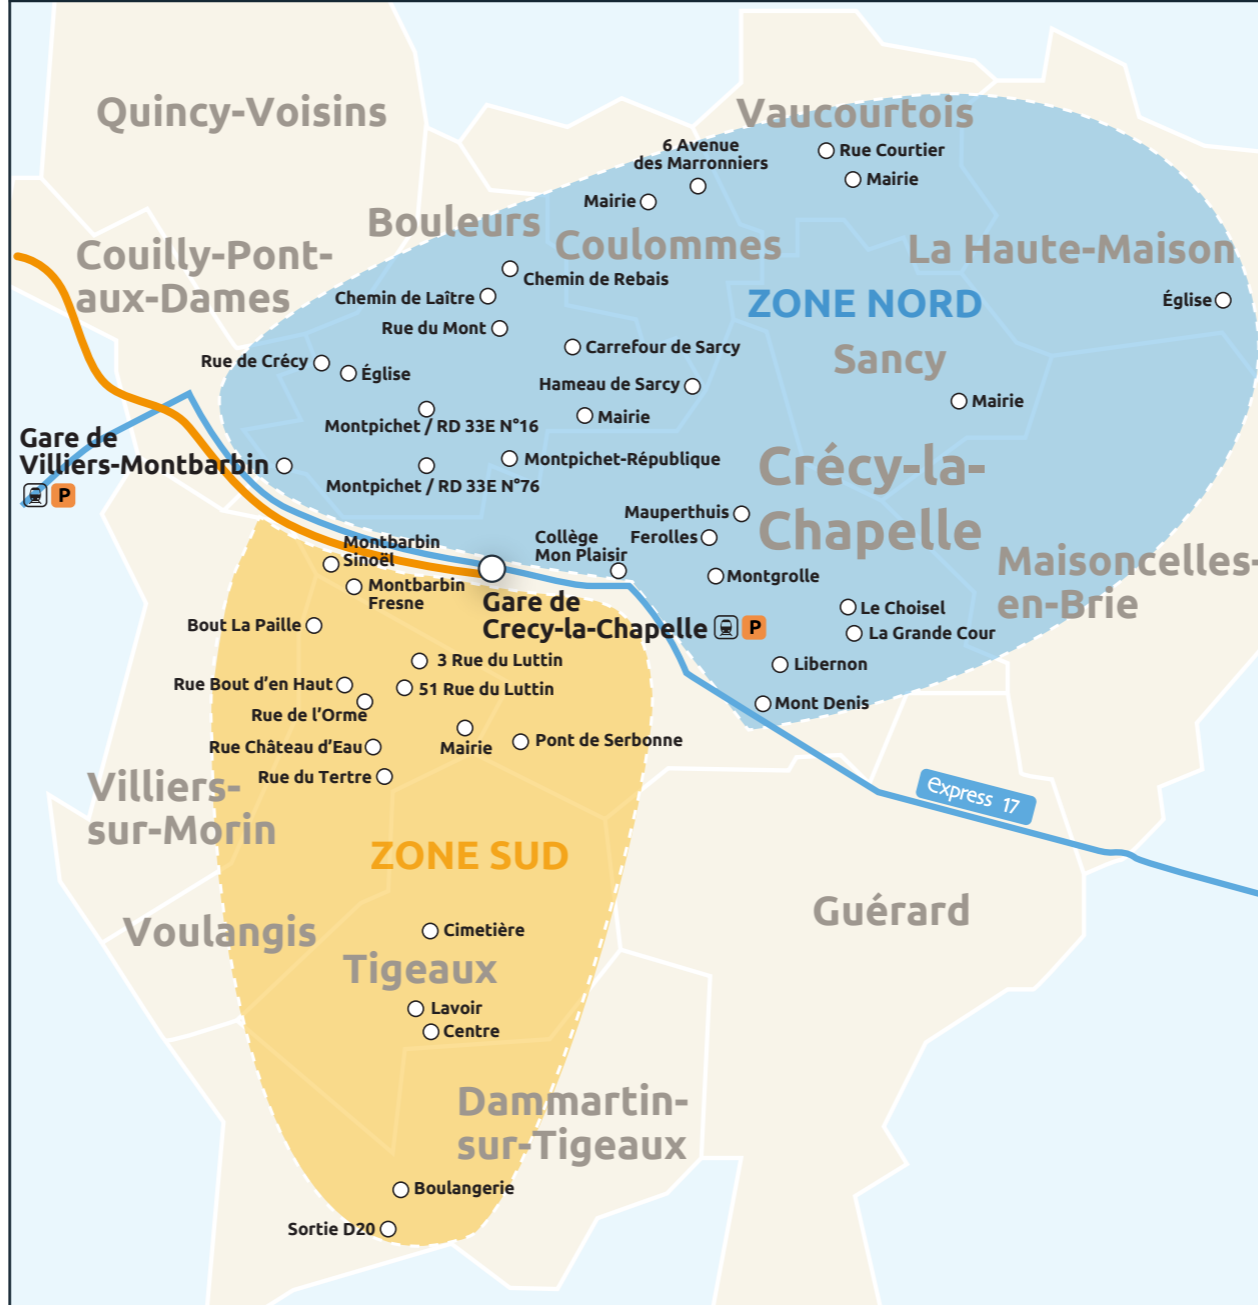 Quincy-Voisins
Vaucourtois
6 Avenue
des Marronniers
Rue Courtier
Mairie
Mairie
Bouleurs
Coulommes
La Haute-Maison
Couilly-Pont-
aux-Dames
Chemin de Rebais
Chemin de Laître
ZONE NORD
Église
Rue du Mont
Carrefour de Sarcy
Sancy
Rue de Crécy
Église
Hameau de Sarcy
Mairie
Mairie
Montpichet / RD 33E N°16
Gare de
Villiers-Montbarbin
P
Montpichet-République
Montpichet / RD 33E N°76
Crécy-la-
Chapelle
Mauperthuis
Ferolles
Collège
Mon Plaisir
Montgrolle
Maisoncelles-
en-Brie
Montbarbin
Sinoël
Montbarbin
Fresne
Gare de
Crecy-la-Chapelle
P
Le Choisel
La Grande Cour
Bout La Paille
Libernon
3 Rue du Luttin
Rue Bout d'en Haut
51 Rue du Luttin
Mont Denis
Rue de l'Orme
Rue Château d'Eau
Mairie
Pont de Serbonne
Rue du Tertre
Villiers-
sur-Morin
express 17
ZONE SUD
Guérard
Voulangis
Cimetière
Tigeaux
Lavoir
Centre
Dammartin-
sur-Tigeaux
Boulangerie
Sortie D20